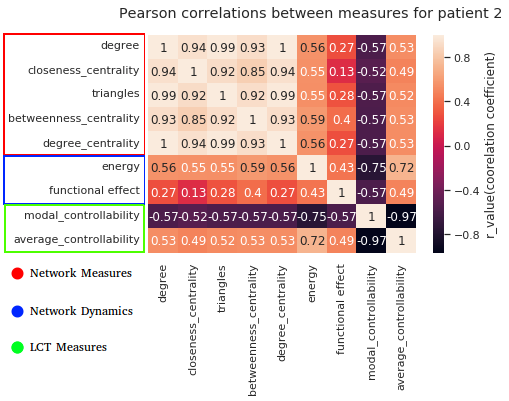 Pearson correlations between measures for patient 2
degree 1 0.94 0.99 0.93 1 0.56 0.27 -0.57 0.53
closeness_centrality 0.94 1 0.92 0.85 0.94 0.55 0.13 -0.52 0.49
triangles 0.99 0.92 1 0.92 0.99 0.55 0.28 -0.57 0.52
betweenness_centrality 0.93 0.85 0.92 1 0.93 0.59 0.4 -0.57 0.53
degree_centrality 1 0.94 0.99 0.93 1 0.56 0.27 -0.57 0.53
energy 0.56 0.55 0.55 0.59 0.56 1 0.43 -0.75 0.72
functional effect 0.27 0.13 0.28 0.4 0.27 0.43 1 -0.57 0.49
modal_controllability -0.57 -0.52 -0.57 -0.57 -0.57 -0.75 -0.57 1 -0.97
average_controllability 0.53 0.49 0.52 0.53 0.53 0.72 0.49 -0.97 1
degree
closeness_centrality
triangles
betweenness_centrality
degree_centrality
energy
functional effect
modal_controllability
average_controllability
0.8
0.4
0.0
−0.4
−0.8
r_value(coorelation coefficient)
Network Measures
Network Dynamics
LCT Measures